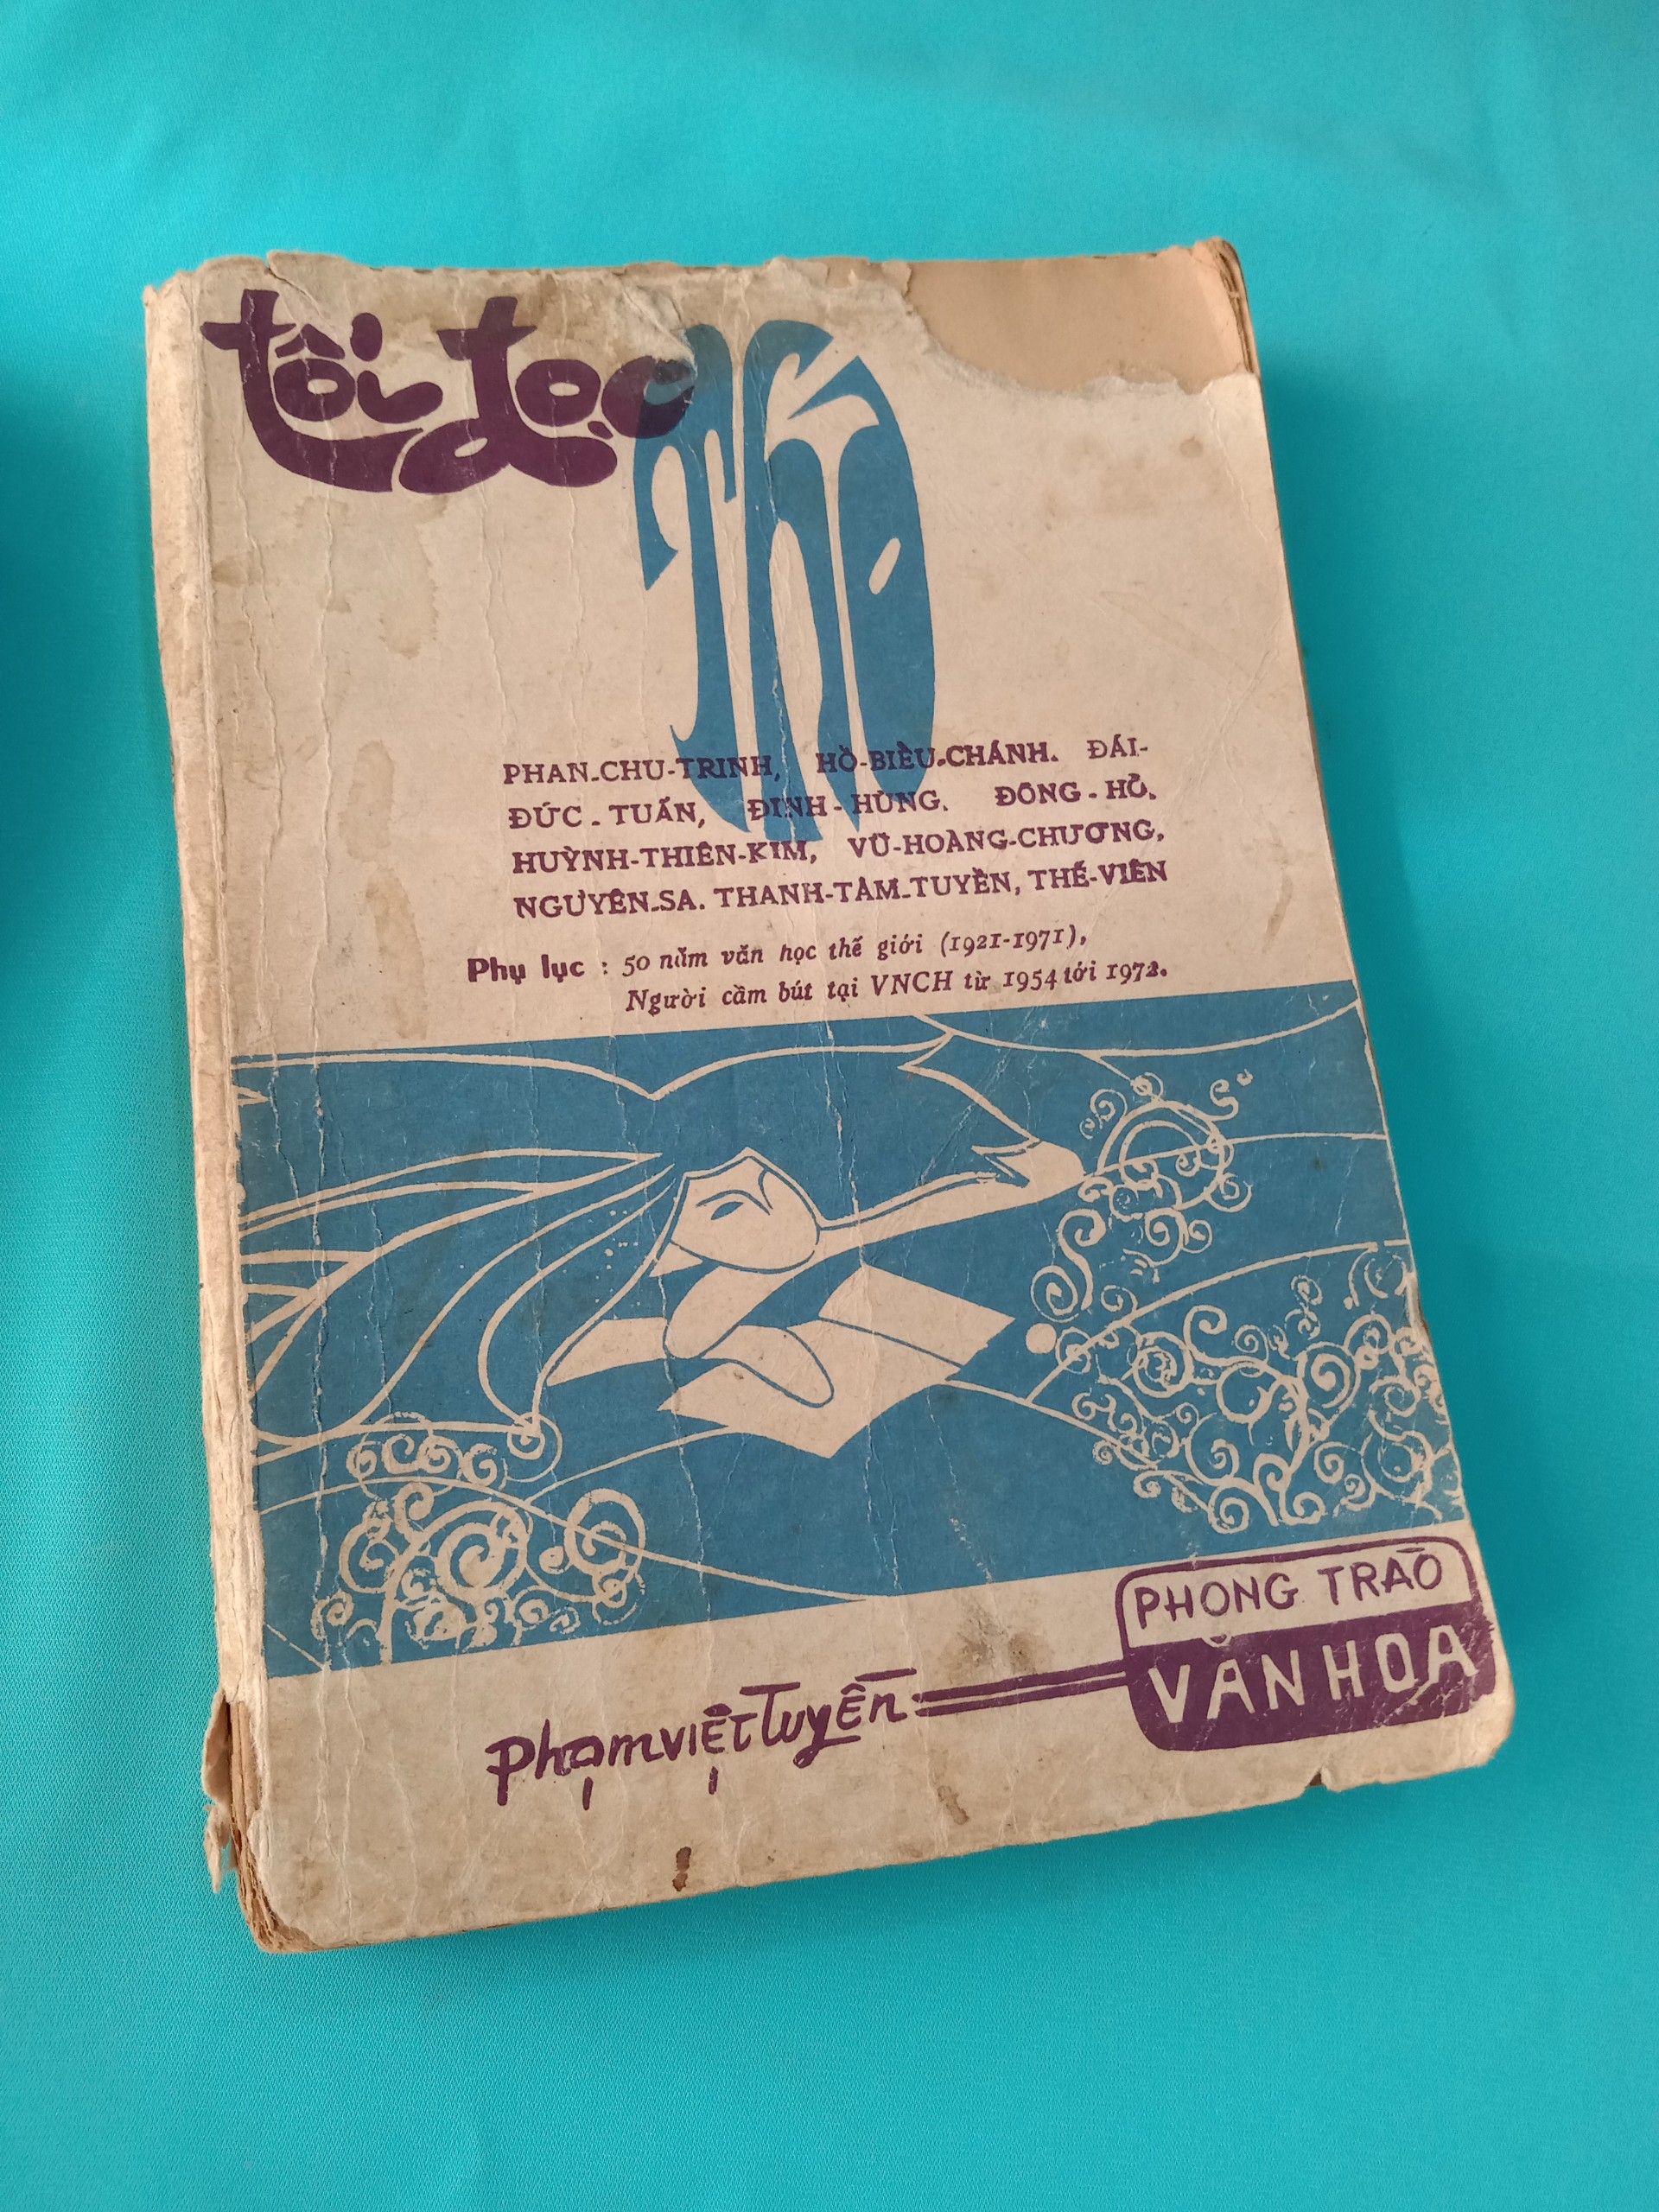 tôi đọc Thơ
PHAN-CHU-TRINH, HỒ-BIỂU-CHÁNH. ĐÁI-
ĐỨC-TUẤN, ĐINH-HÙNG. ĐÔNG-HỒ.
HUỲNH-THIÊN-KIM, VŨ-HOÀNG-CHƯƠNG,
NGUYÊN-SA. THANH-TÂM-TUYỀN, THẾ-VIÊN
Phụ lục : 50 năm văn học thế giới (1921-1971),
Người cầm bút tại VNCH từ 1954 tới 1972.
PHONG TRÀO
VĂN HOA
phạm việt Tuyền